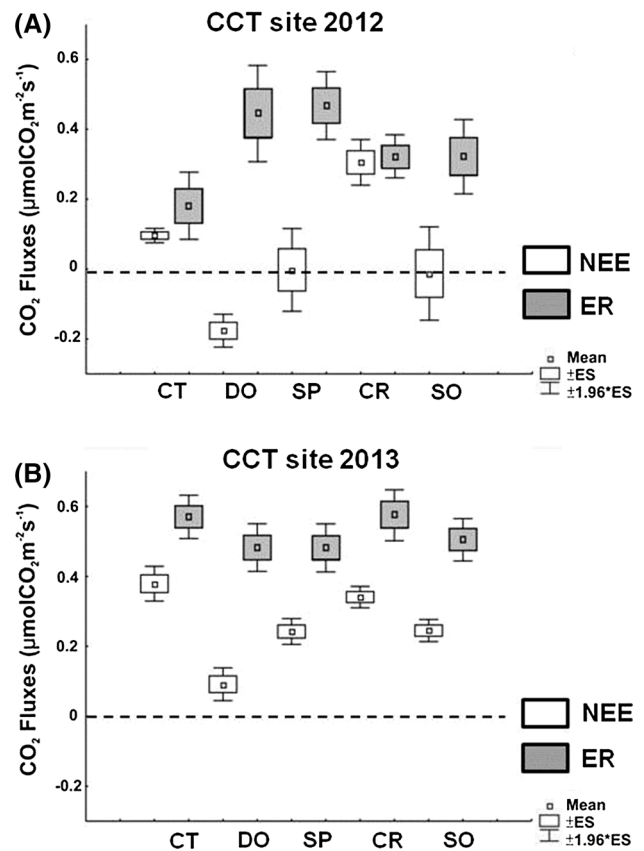 (A)
CCT site 2012
CO₂ Fluxes (µmolCO₂m⁻²s⁻¹)
0.6
0.4
0.2
0
-0.2
NEE
ER
Mean
±ES
±1.96*ES
CT DO SP CR SO
(B)
CCT site 2013
CO₂ Fluxes (µmolCO₂m⁻²s⁻¹)
0.6
0.4
0.2
0
-0.2
NEE
ER
Mean
±ES
±1.96*ES
CT DO SP CR SO